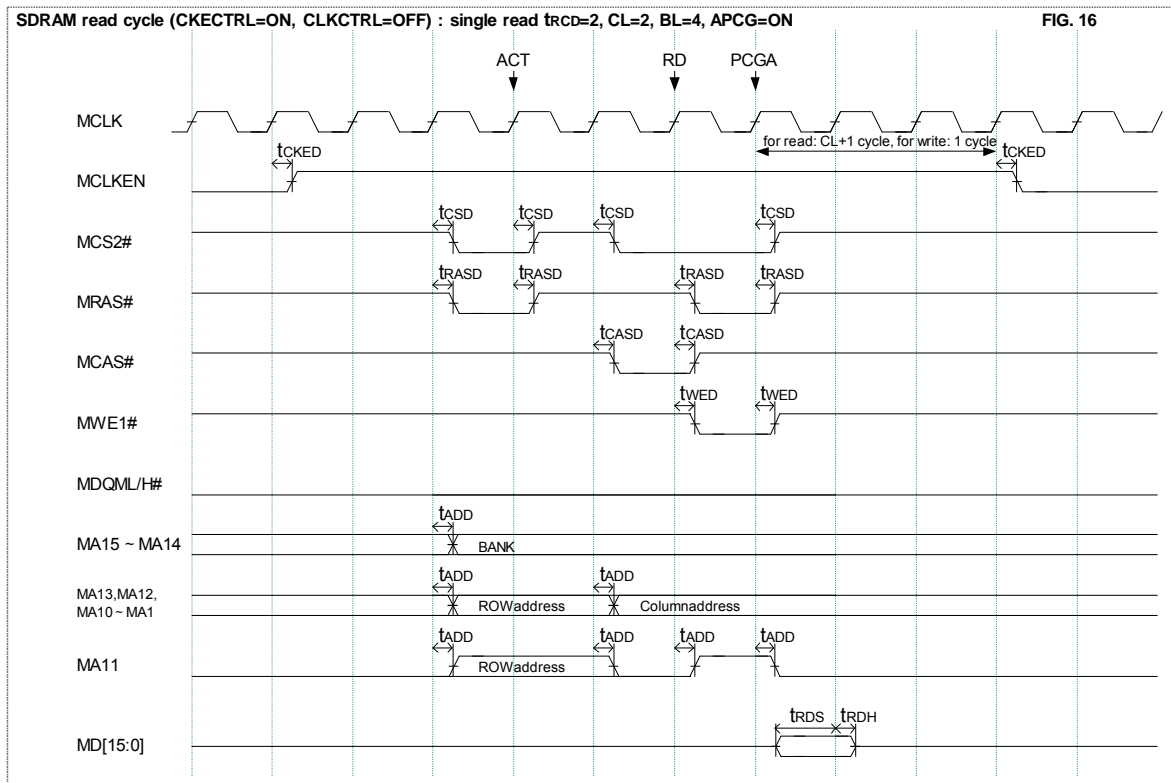 SDRAM read cycle (CKECTRL=ON, CLKCTRL=OFF) : single read tRCD=2, CL=2, BL=4, APCG=ON FIG. 16
ACT RD PCGA
MCLK
for read: CL+1 cycle, for write: 1 cycle
tCKED tCKED
MCLKEN
tCSD tCSD tCSD tCSD
MCS2#
tRASD tRASD tRASD tRASD
MRAS#
tCASD tCASD
MCAS#
tWED tWED
MWE1#
MDQML/H#
tADD
MA15 ~ MA14 BANK
tADD tADD
MA13,MA12,
MA10 ~ MA1 ROWaddress Columnaddress
tADD tADD tADD tADD
MA11 ROWaddress
tRDS tRDH
MD[15:0]